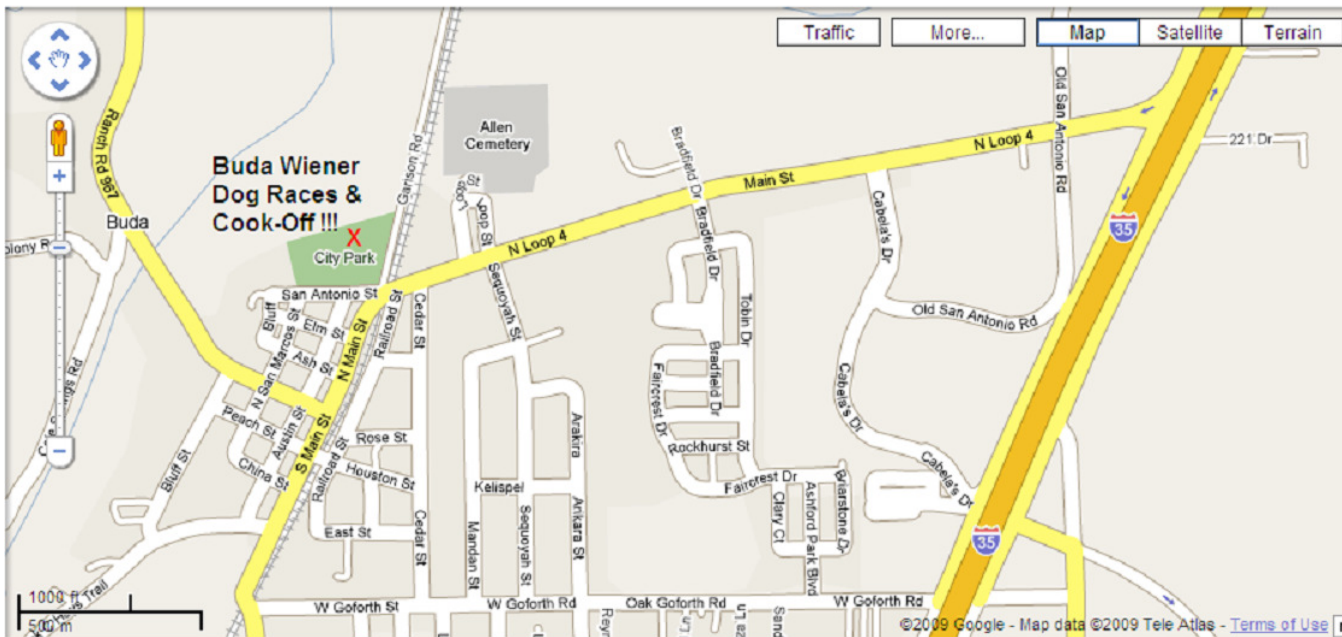 Traffic
More...
Map
Satellite
Terrain
Ranch Rd 967
Buda
Buda Wiener
Dog Races &
Cook-Off !!!
X
City Park
Garison Rd
Allen
Cemetery
Loop St
Loop St
Bradfield Dr
Bradfield Dr
Main St
N Loop 4
N Loop 4
Old San Antonio Rd
221 Dr
35
Cabela's Dr
Old San Antonio Rd
San Antonio St
Bluff
Elm St
Ash St
N San Marcos St
N Main St
Railroad St
Cedar St
Sequoyah St
Tobin Dr
Bradfield Dr
Faircrest Dr
Cabela's Dr
Peach St
Austin St
China St
S Main St
Railroad St
Rose St
Houston St
Bluff St
East St
Cedar St
Kelispel
Mandan St
Sequoyah St
Arakira
Arikara St
Rockhurst St
Faircrest Dr
Clary Ct
Ashford Park Blvd
Briarstone Dr
Cabela's Dr
35
W Goforth St
W Goforth Rd
Oak Goforth Rd
W Goforth Rd
1000 ft
500 m
©2009 Google - Map data ©2009 Tele Atlas - Terms of Use